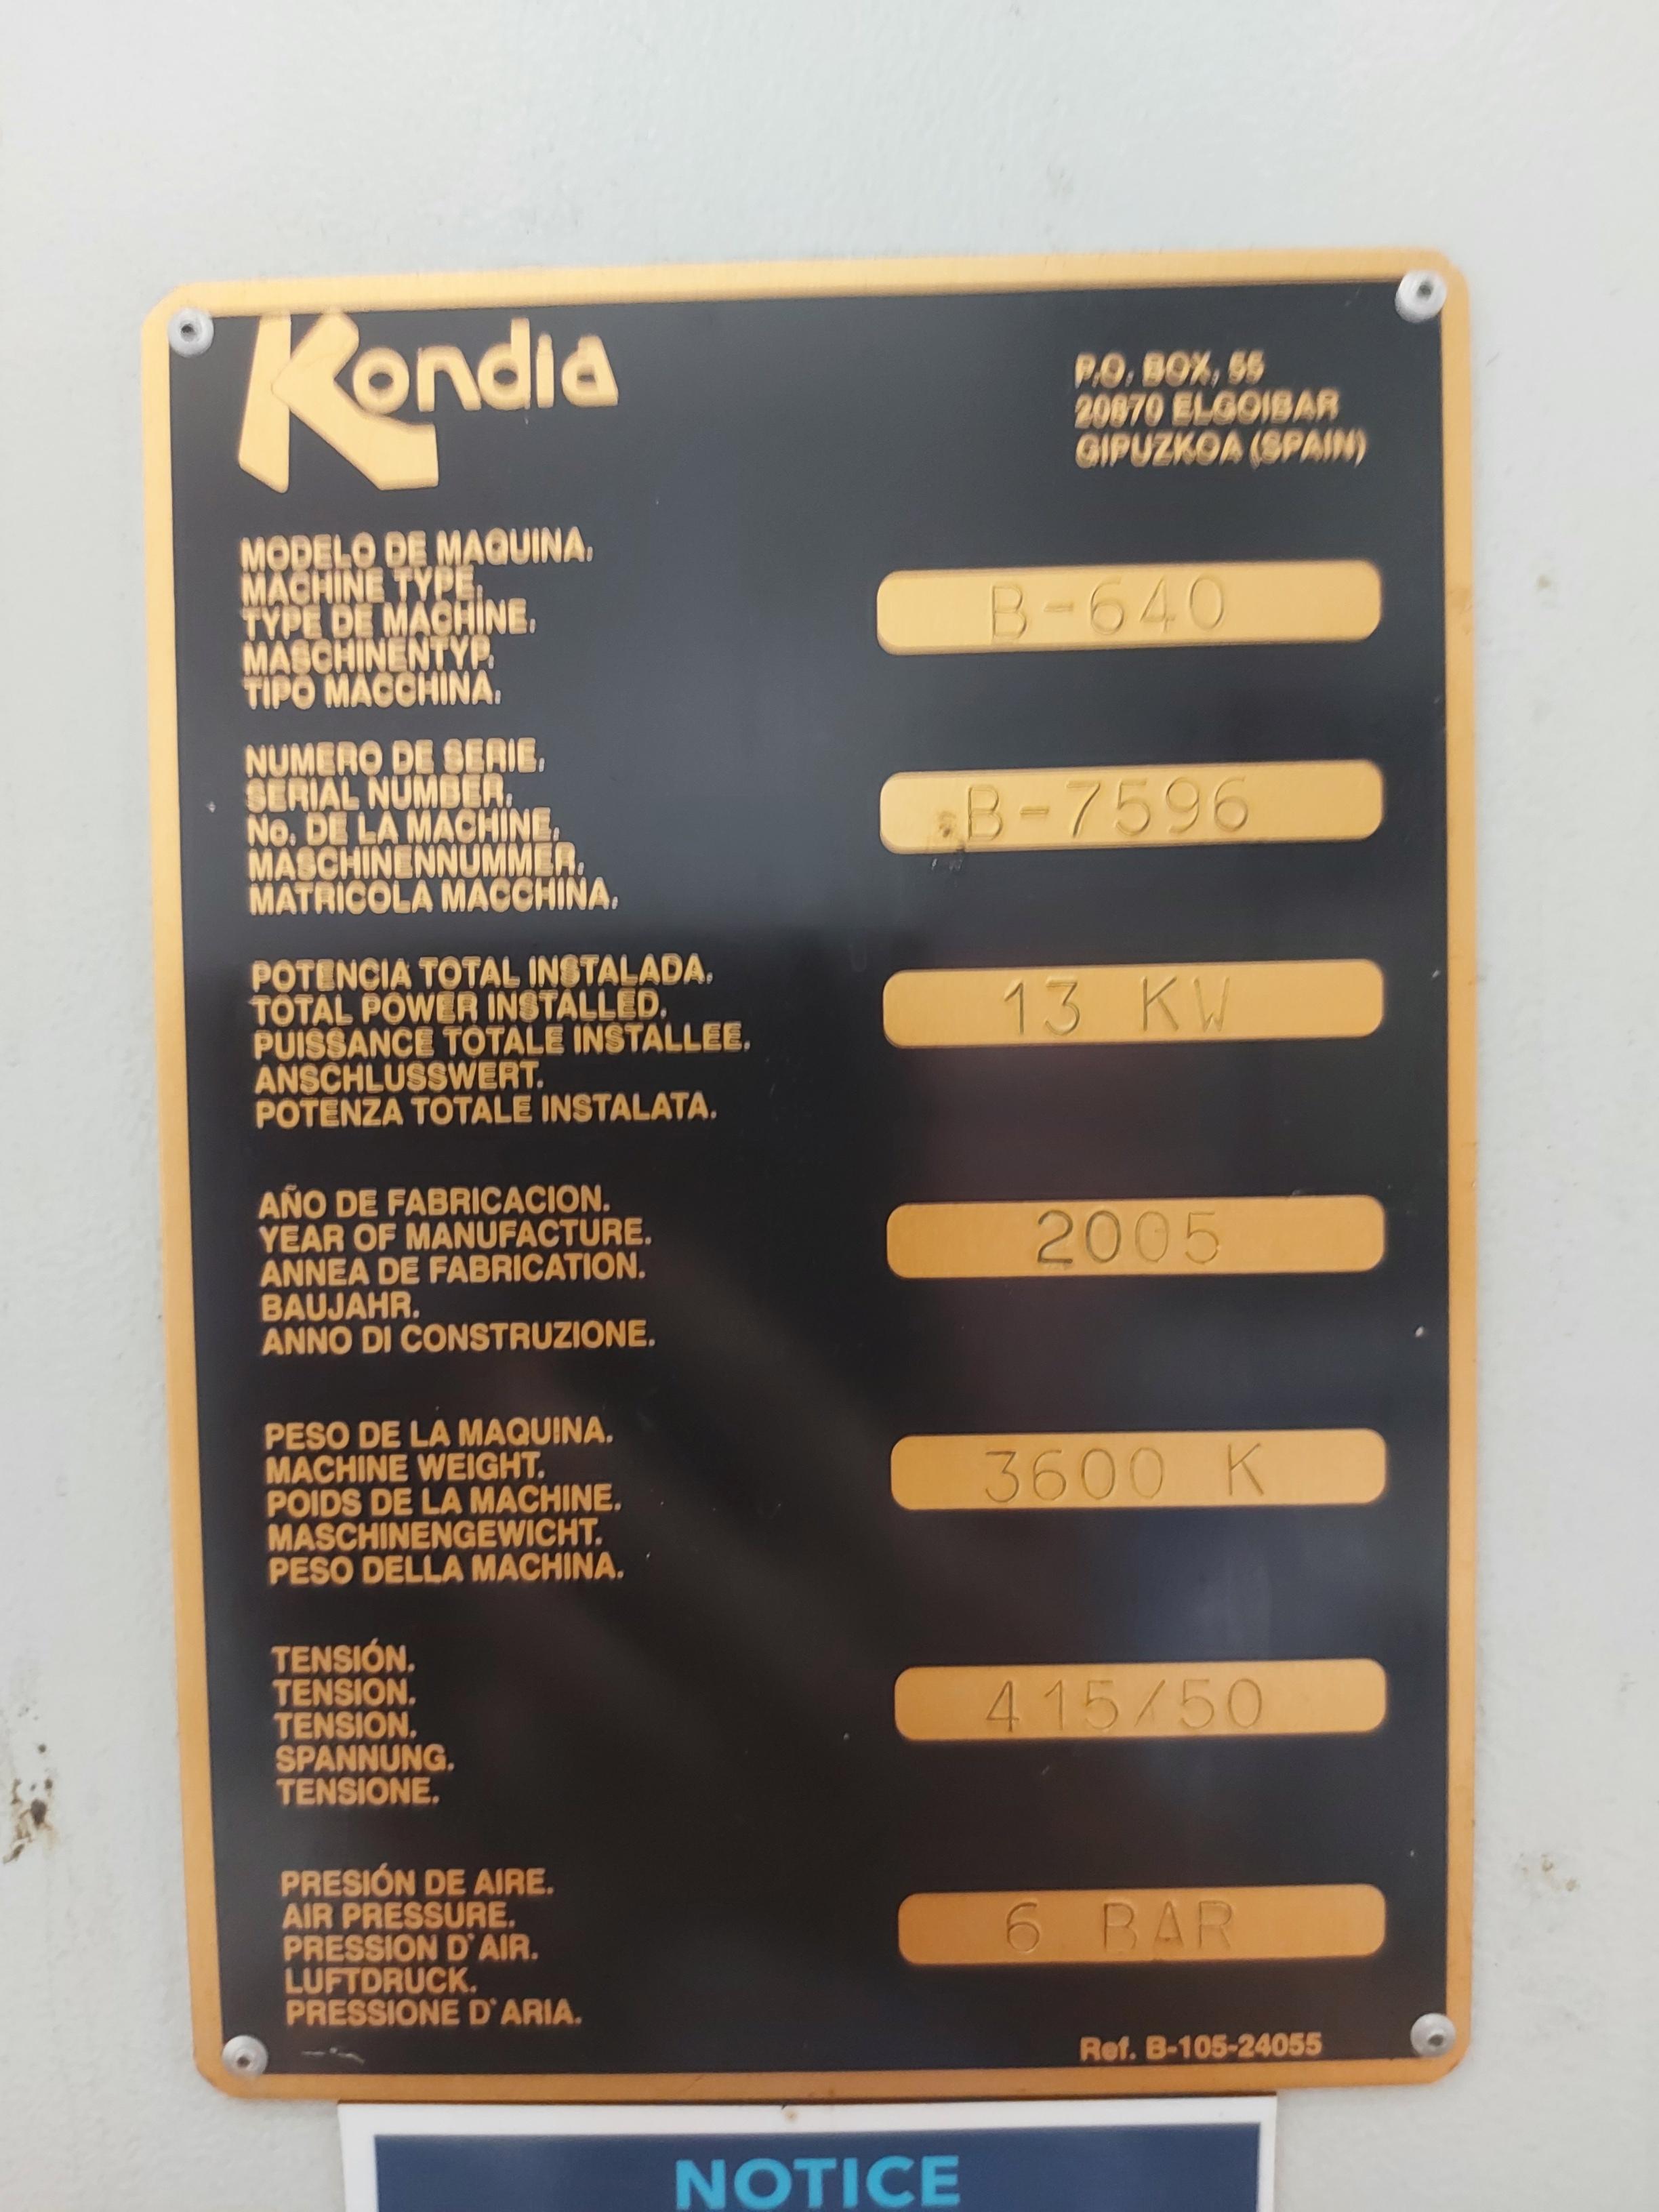 Kondia
P.O. BOX, 55
20870 ELGOIBAR
GIPUZKOA (SPAIN)
MODELO DE MAQUINA.
MACHINE TYPE.
TYPE DE MACHINE.
MASCHINENTYP.
TIPO MACCHINA.
B-640
NUMERO DE SERIE.
SERIAL NUMBER.
No. DE LA MACHINE.
MASCHINENNUMMER.
MATRICOLA MACCHINA.
B-7596
POTENCIA TOTAL INSTALADA.
TOTAL POWER INSTALLED.
PUISSANCE TOTALE INSTALLEE.
ANSCHLUSSWERT.
POTENZA TOTALE INSTALATA.
13 KW
AÑO DE FABRICACION.
YEAR OF MANUFACTURE.
ANNEA DE FABRICATION.
BAUJAHR.
ANNO DI CONSTRUZIONE.
2005
PESO DE LA MAQUINA.
MACHINE WEIGHT.
POIDS DE LA MACHINE.
MASCHINENGEWICHT.
PESO DELLA MACHINA.
3600 K
TENSIÓN.
TENSION.
TENSION.
SPANNUNG.
TENSIONE.
415/50
PRESIÓN DE AIRE.
AIR PRESSURE.
PRESSION D'AIR.
LUFTDRUCK.
PRESSIONE D'ARIA.
6 BAR
Ref. B-105-24055
NOTICE